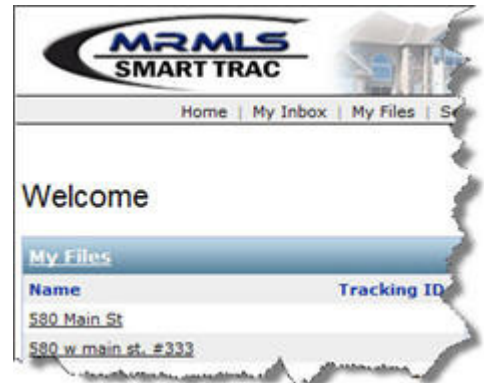 MRMLS
SMART TRAC
Home | My Inbox | My Files |
Welcome
My Files
Name Tracking ID
580 Main St
580 w main st. #333